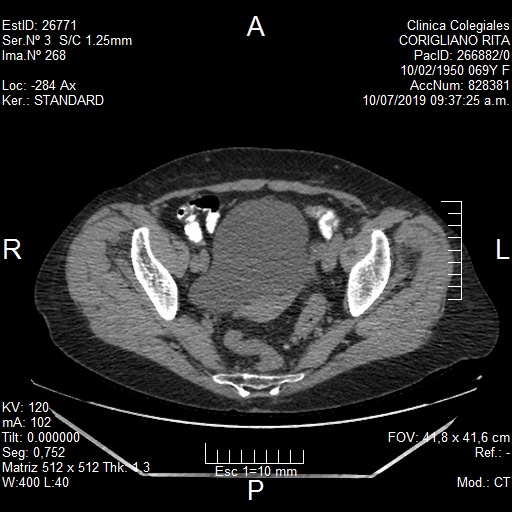 EstID: 26771
Ser.Nº 3 S/C 1.25mm
Ima.Nº 268
Loc: -284 Ax
Ker.: STANDARD
A
Clinica Colegiales
CORIGLIANO RITA
PacID: 266882/0
10/02/1950 069Y F
AccNum: 828381
10/07/2019 09:37:25 a.m.
R
L
KV: 120
mA: 102
Tilt: 0.000000
Seg: 0,752
Matriz 512 x 512 Thk: 1.3
W:400 L:40
Esc 1=10 mm
P
FOV: 41,8 x 41,6 cm
Ref.: -
Mod.: CT